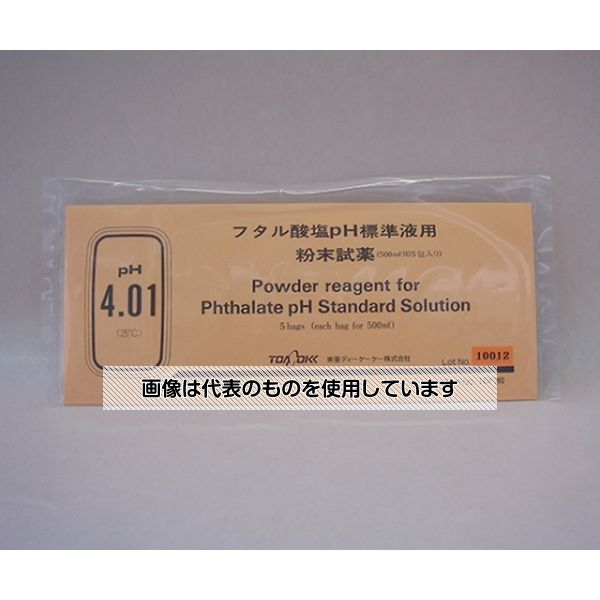 フタル酸塩pH標準液用
粉末試薬(500mℓ用5包入り)
pH
4.01
(25℃)
Powder reagent for
Phthalate pH Standard Solution
5 bags (each bag for 500mℓ)
TOA DKK 東亜ディーケーケー株式会社
Lot No. 10012
画像は代表のものを使用しています